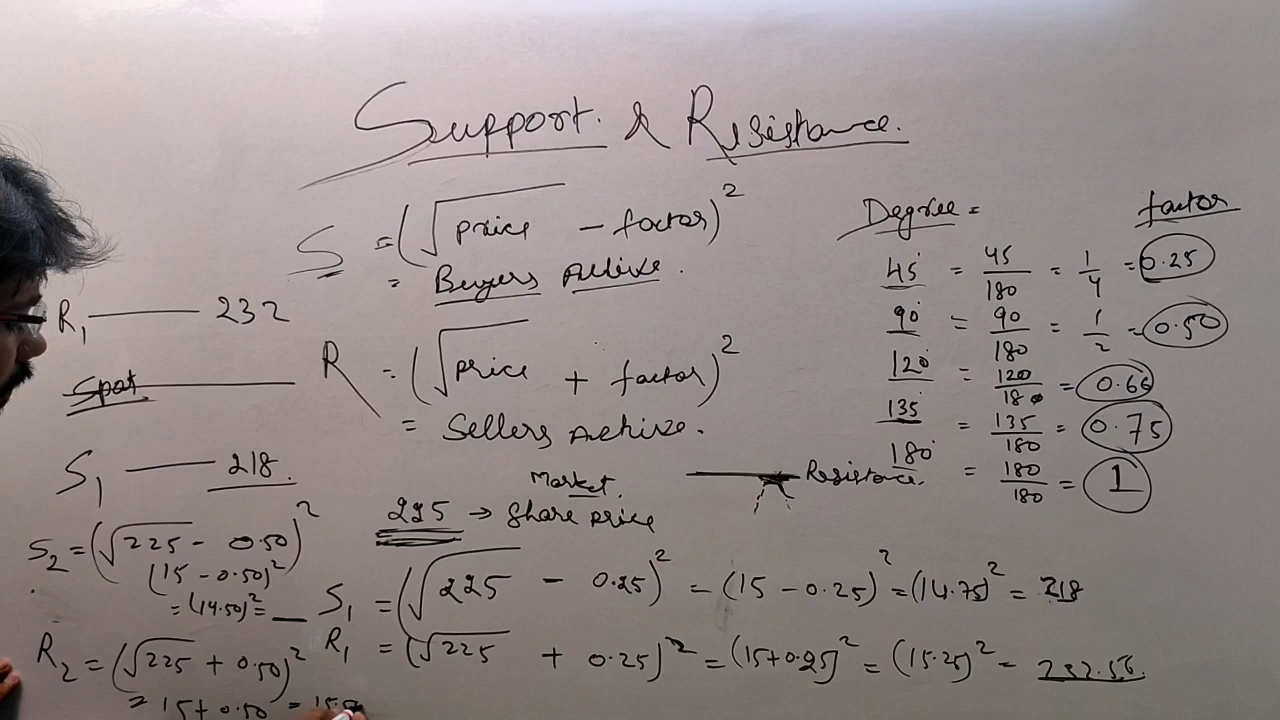 Support. & Resistance.
S = (√price - factor)²
= Buyers Active.
R = (√price + factor)²
= Sellers Active.
Degree = factor
45° = 45/180 = 1/4 = 0.25
90° = 90/180 = 1/2 = 0.50
120° = 120/180 = 0.66
135° = 135/180 = 0.75
180° = 180/180 = 1
R₁ — 232
Spot
S₁ — 218.
Market.
225 → Share price
Resistance.
S₁ = (√225 - 0.25)² = (15 - 0.25)² = (14.75)² = 218
R₁ = (√225 + 0.25)² = (15+0.25)² = (15.25)² = 232.56.
S₂ = (√225 - 0.50)²
(15 - 0.50)²
= (14.50)² = __
R₂ = (√225 + 0.50)²
= 15 + 0.50 =